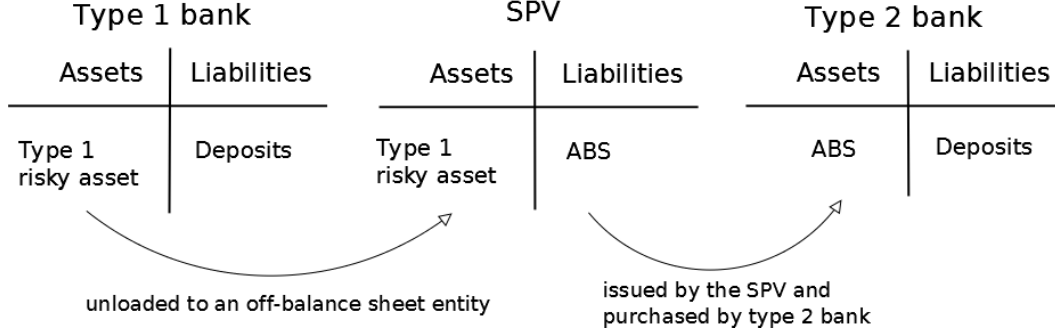 Type 1 bank
SPV
Type 2 bank
Assets
Liabilities
Assets
Liabilities
Assets
Liabilities
Type 1
risky asset
Deposits
Type 1
risky asset
ABS
ABS
Deposits
unloaded to an off-balance sheet entity
issued by the SPV and
purchased by type 2 bank